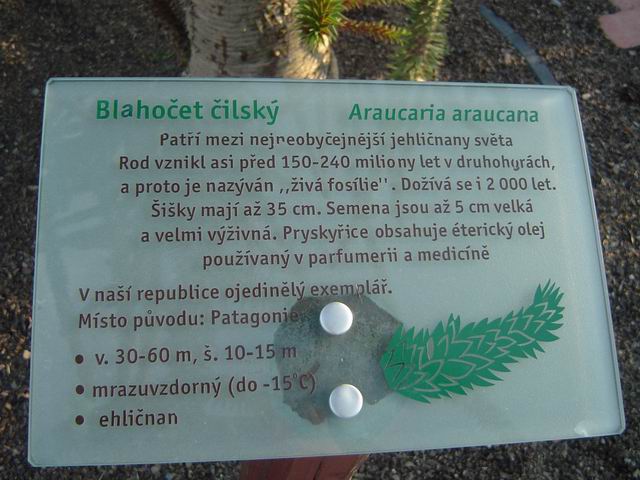 Blahočet čilský Araucaria araucana
Patří mezi nejneobyčejnější jehličnany světa
Rod vznikl asi před 150-240 miliony let v druhohorách,
a proto je nazýván ,,živá fosílie". Dožívá se i 2 000 let.
Šišky mají až 35 cm. Semena jsou až 5 cm velká
a velmi výživná. Pryskyřice obsahuje éterický olej
používaný v parfumerii a medicíně
V naší republice ojedinělý exemplář.
Místo původu: Patagonie
• v. 30-60 m, š. 10-15 m
• mrazuvzdorný (do -15°C)
• ehličnan